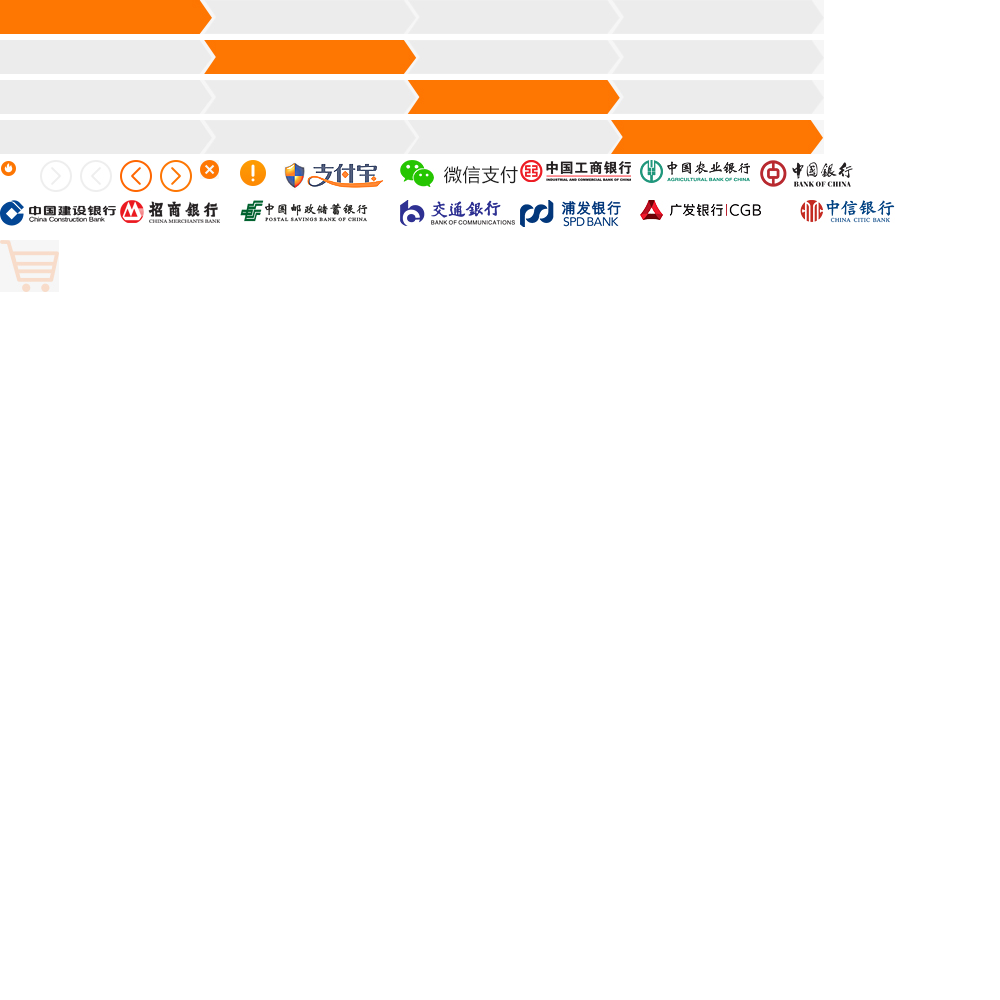 支付宝
微信支付
中国工商银行
INDUSTRIAL AND COMMERCIAL BANK OF CHINA
中国农业银行
AGRICULTURAL BANK OF CHINA
中国银行
BANK OF CHINA
中国建设银行
China Construction Bank
招商银行
CHINA MERCHANTS BANK
中国邮政储蓄银行
POSTAL SAVINGS BANK OF CHINA
交通銀行
BANK OF COMMUNICATIONS
浦发银行
SPD BANK
广发银行|CGB
中信银行
CHINA CITIC BANK